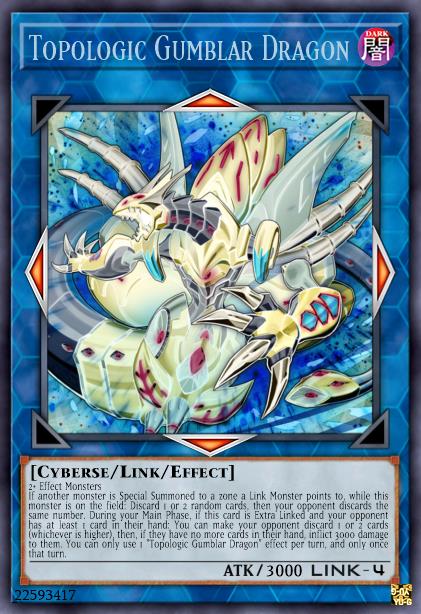 Topologic Gumblar Dragon
DARK
闇
[Cyberse/Link/Effect]
2+ Effect Monsters
If another monster is Special Summoned to a zone a Link Monster points to, while this
monster is on the field: Discard 1 or 2 random cards, then your opponent discards the
same number. During your Main Phase, if this card is Extra Linked and your opponent
has at least 1 card in their hand: You can make your opponent discard 1 or 2 cards
(whichever is higher), then, if they have no more cards in their hand, inflict 3000 damage
to them. You can only use 1 "Topologic Gumblar Dragon" effect per turn, and only once
that turn.
ATK/3000 LINK-4
22593417